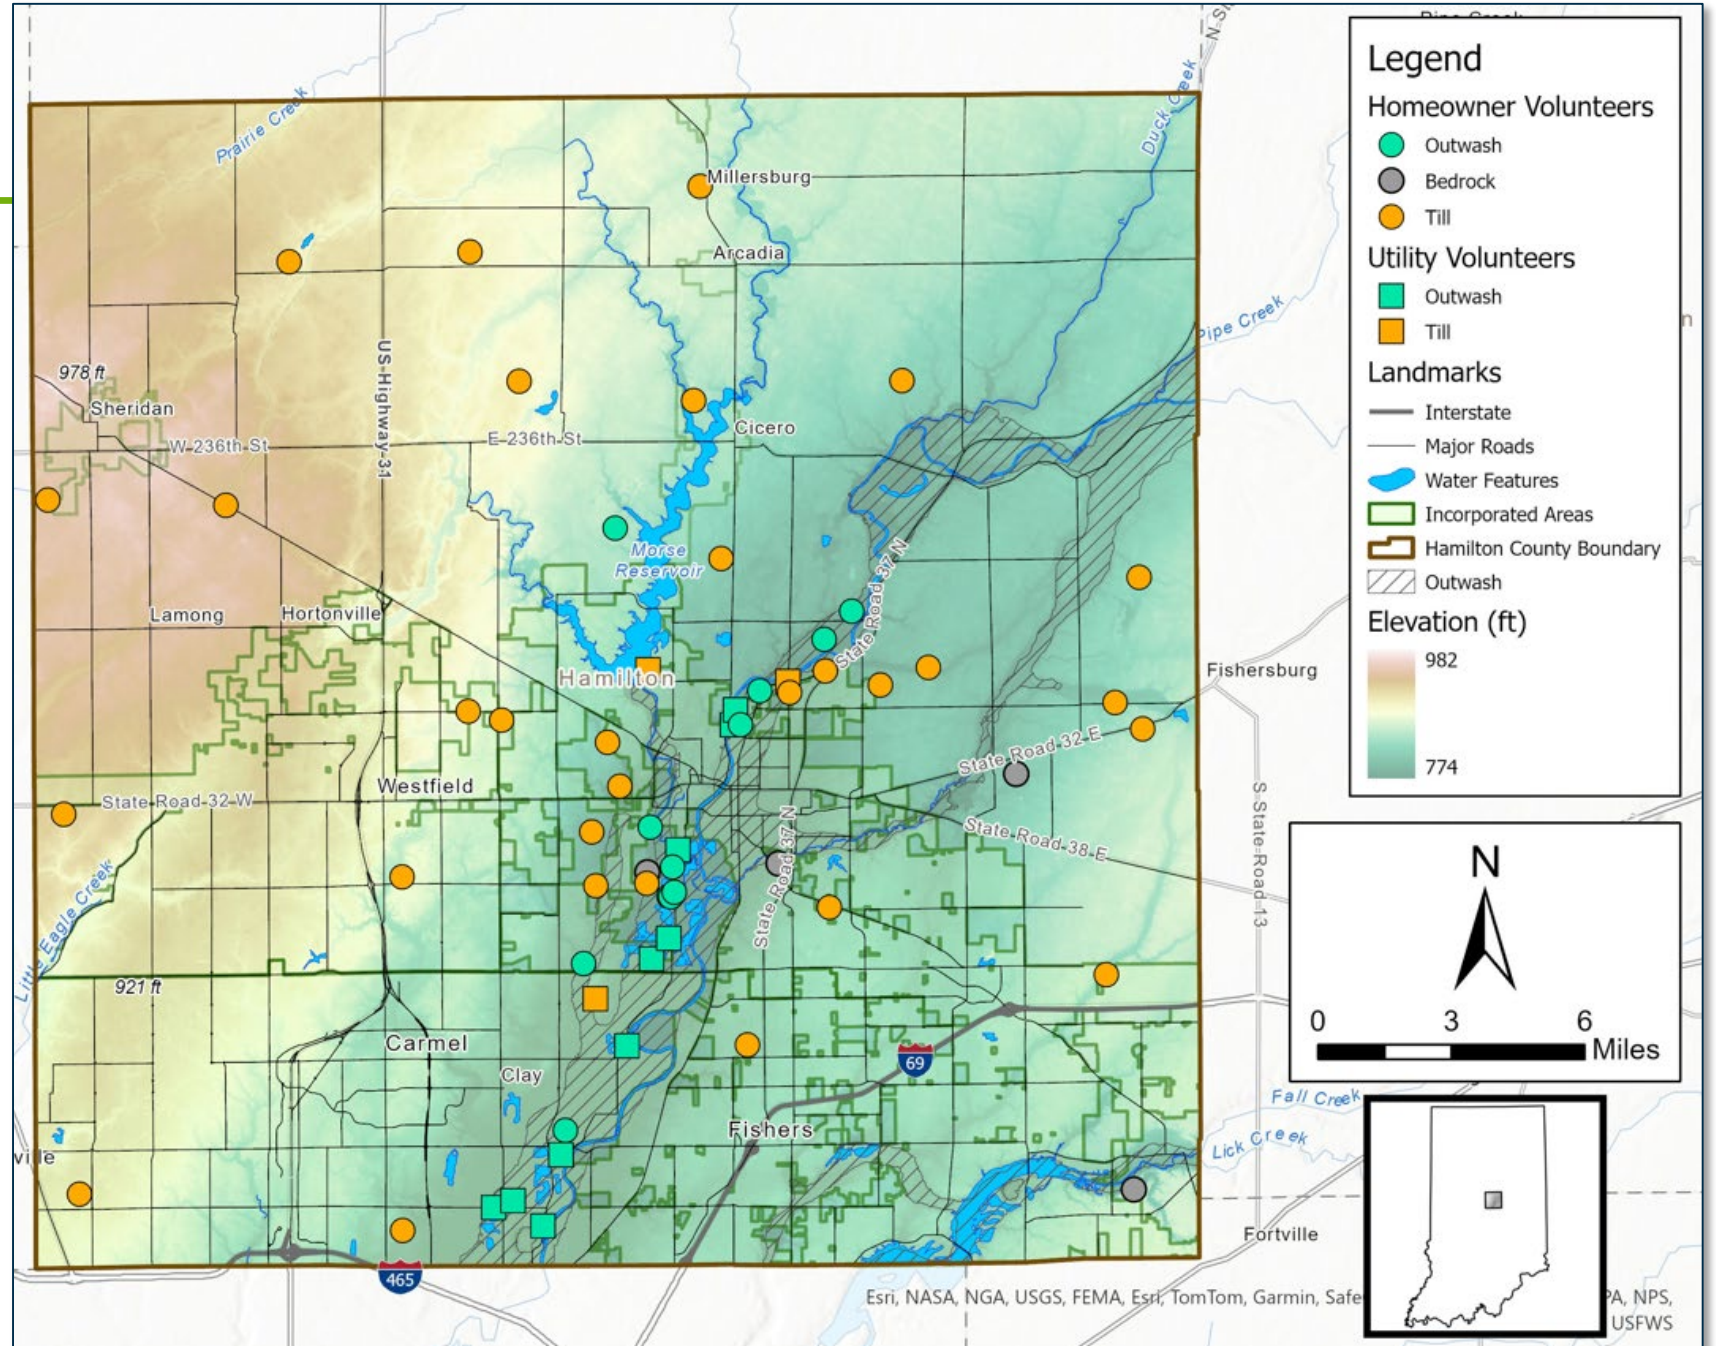 Prairie Creek
Duck Creek
Millersburg
Arcadia
Pipe Creek
US Highway 31
978 ft
Sheridan
W 236th St
E 236th St
Cicero
Morse
Reservoir
State Road 37 N
Lamong
Hortonville
Hamilton
Fishersburg
State Road 32 E
Westfield
State Road 32 W
State Road 38 E
State Road 37 N
S State Road 13
Little Eagle Creek
921 ft
Carmel
Clay
69
Fall Creek
Fishers
Lick Creek
ville
Fortville
465
Legend
Homeowner Volunteers
Outwash
Bedrock
Till
Utility Volunteers
Outwash
Till
Landmarks
Interstate
Major Roads
Water Features
Incorporated Areas
Hamilton County Boundary
Outwash
Elevation (ft)
982
774
N
0 3 6
Miles
Esri, NASA, NGA, USGS, FEMA, Esri, TomTom, Garmin, Safe
PA, NPS,
USFWS